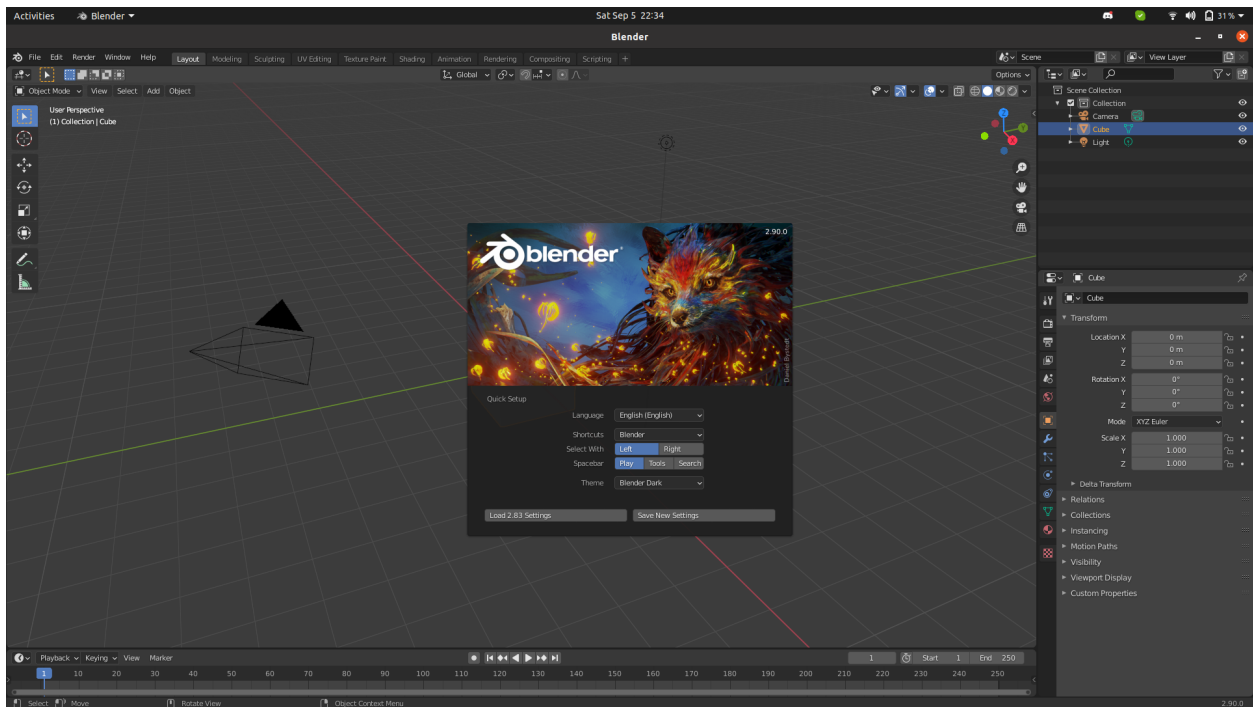 Activities Blender Sat Sep 5 22:34 31%
Blender
File Edit Render Window Help Layout Modeling Sculpting UV Editing Texture Paint Shading Animation Rendering Compositing Scripting + Scene View Layer
Global Options
Object Mode View Select Add Object
User Perspective
(1) Collection | Cube
Z
Y
X
Scene Collection
Collection
Camera
Cube
Light
2.90.0
blender
Daniel Bystedt
Quick Setup
Language English (English)
Shortcuts Blender
Select With Left Right
Spacebar Play Tools Search
Theme Blender Dark
Load 2.83 Settings Save New Settings
Cube
Cube
Transform
Location X 0 m
Y 0 m
Z 0 m
Rotation X 0°
Y 0°
Z 0°
Mode XYZ Euler
Scale X 1.000
Y 1.000
Z 1.000
Delta Transform
Relations
Collections
Instancing
Motion Paths
Visibility
Viewport Display
Custom Properties
Playback Keying View Marker 1 Start 1 End 250
1 10 20 30 40 50 60 70 80 90 100 110 120 130 140 150 160 170 180 190 200 210 220 230 240 250
Select Move Rotate View Object Context Menu 2.90.0